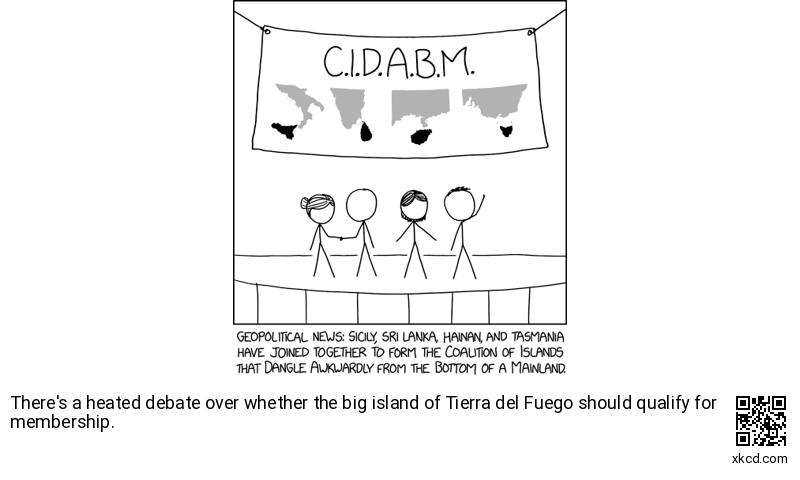 C.I.D.A.B.M.
GEOPOLITICAL NEWS: SICILY, SRI LANKA, HAINAN, AND TASMANIA
HAVE JOINED TOGETHER TO FORM THE COALITION OF ISLANDS
THAT DANGLE AWKWARDLY FROM THE BOTTOM OF A MAINLAND.
There's a heated debate over whether the big island of Tierra del Fuego should qualify for
membership.
xkcd.com